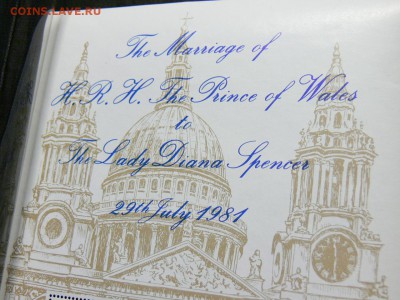 COINS.LAVE.RU
The Marriage of
H. R. H. The Prince of Wales
to
The Lady Diana Spencer
29th July 1981